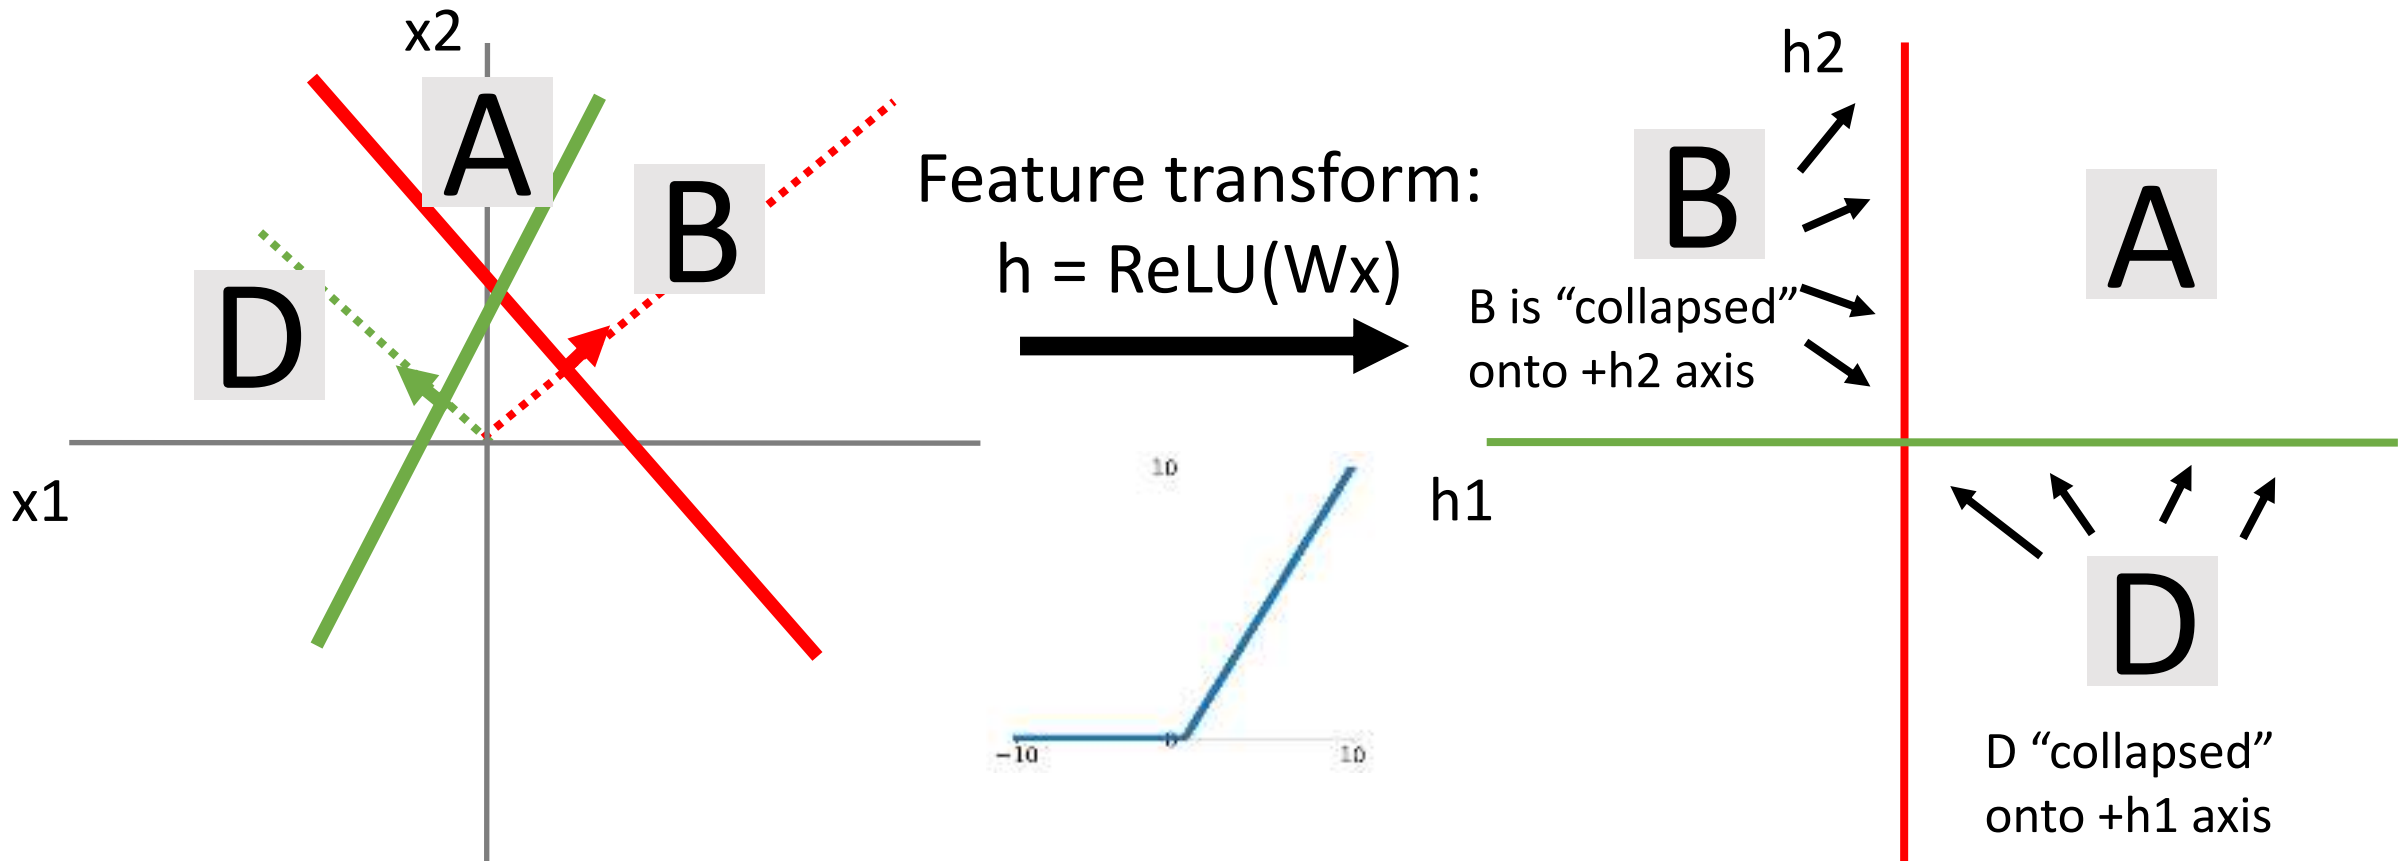 x2
A
B
D
x1
Feature transform:
h = ReLU(Wx)
10
0
−10
10
h2
B
A
B is “collapsed”
onto +h2 axis
h1
D
D “collapsed”
onto +h1 axis